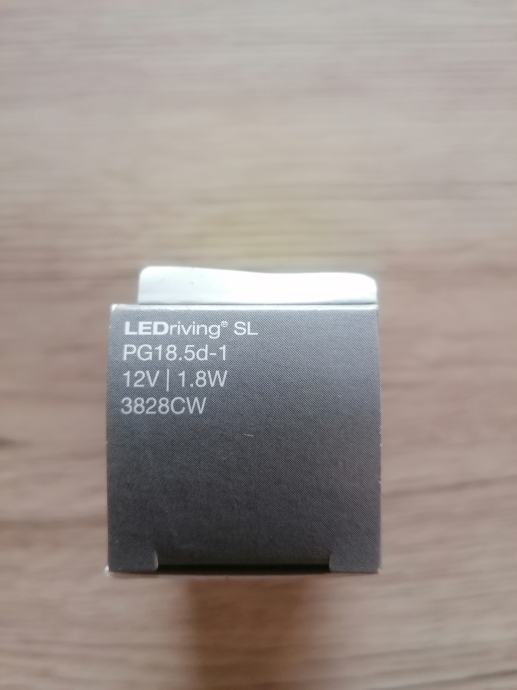 LEDriving® SL
PG18.5d-1
12V | 1.8W
3828CW